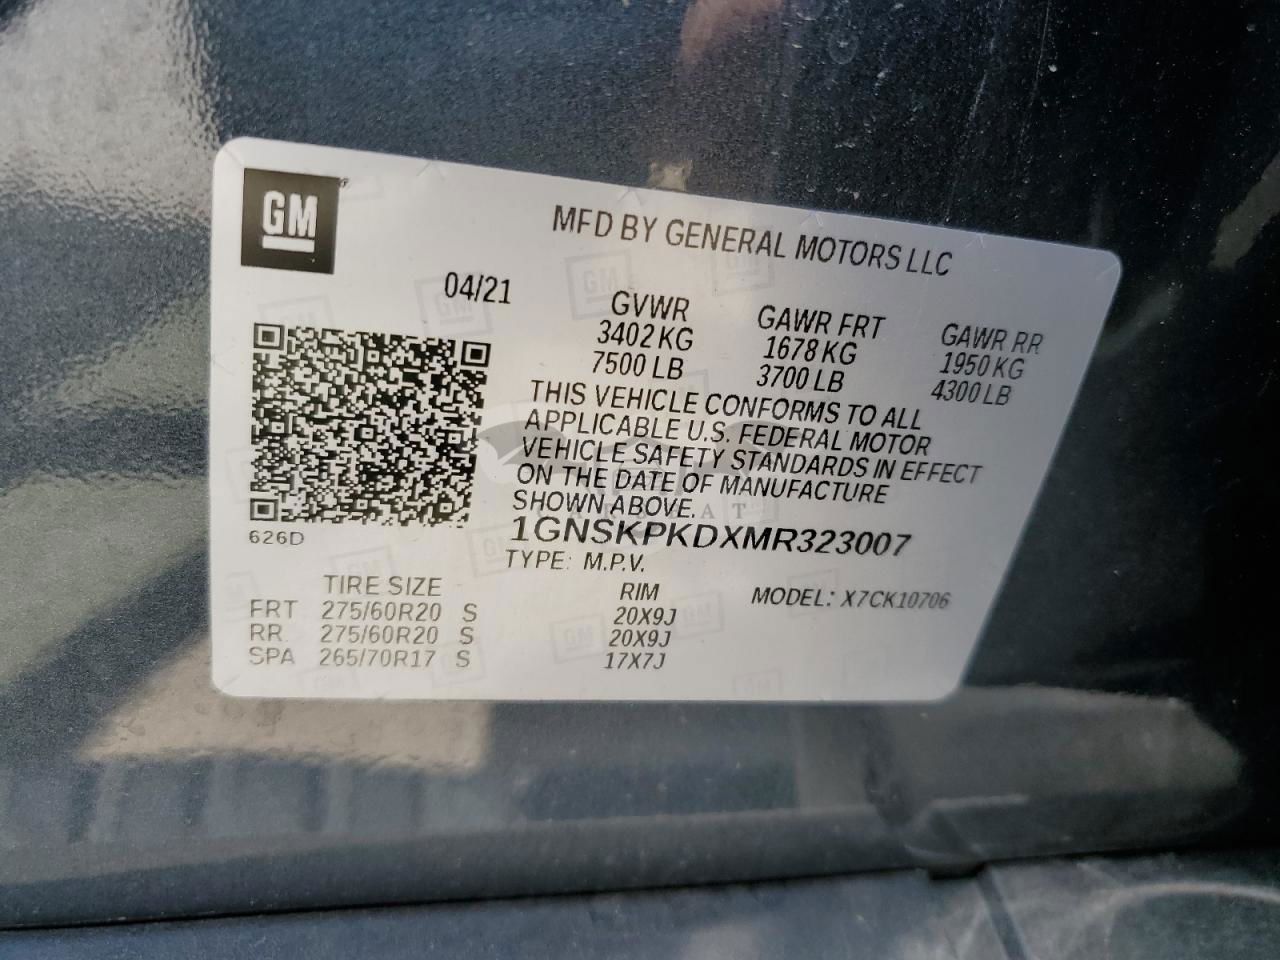 GM
MFD BY GENERAL MOTORS LLC
04/21
GVWR GAWR FRT GAWR RR
3402 KG 1678 KG 1950 KG
7500 LB 3700 LB 4300 LB
THIS VEHICLE CONFORMS TO ALL
APPLICABLE U.S. FEDERAL MOTOR
VEHICLE SAFETY STANDARDS IN EFFECT
ON THE DATE OF MANUFACTURE
SHOWN ABOVE.
1GNSKPKDXMR323007
626D
TYPE: M.P.V.
TIRE SIZE RIM MODEL: X7CK10706
FRT 275/60R20 S 20X9J
RR. 275/60R20 S 20X9J
SPA 265/70R17 S 17X7J